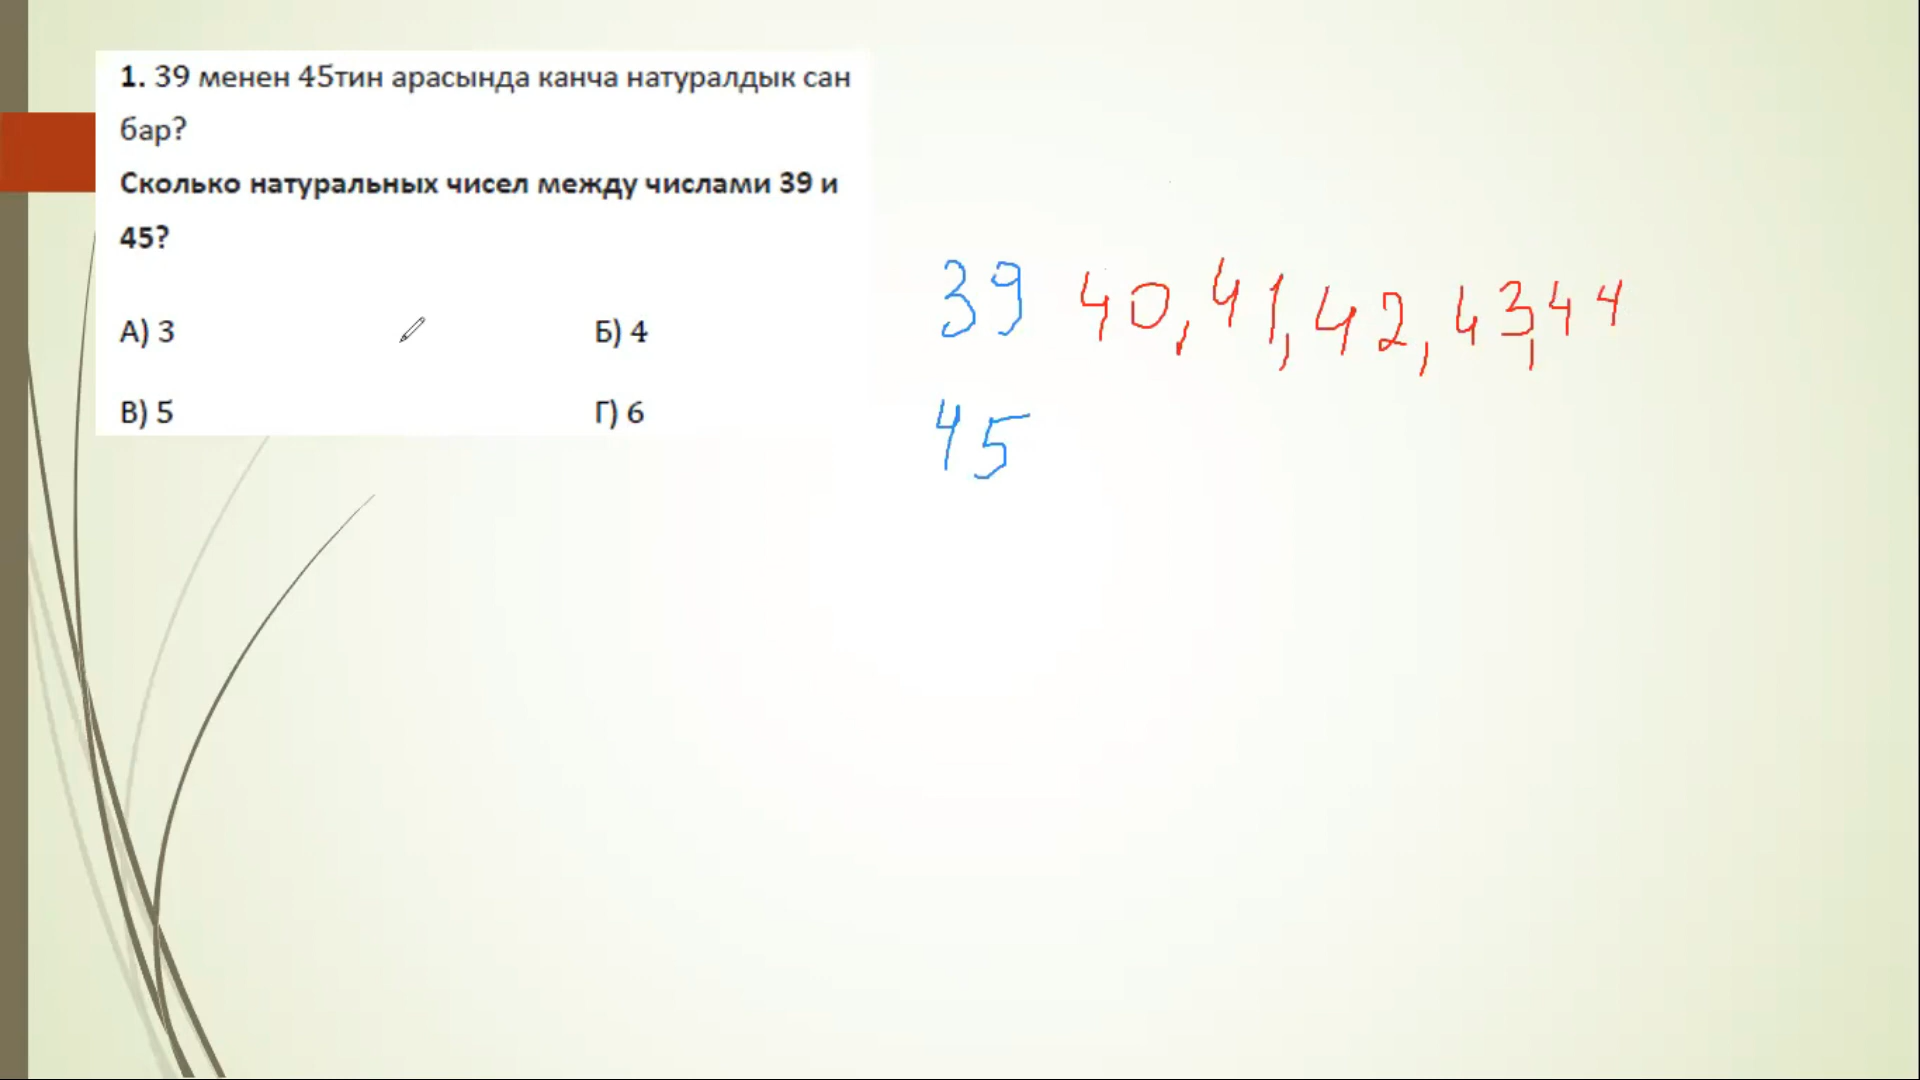 1. 39 менен 45тин арасында канча натуралдык сан
бар?
Сколько натуральных чисел между числами 39 и
45?
А) 3 Б) 4
В) 5 Г) 6
39 40, 41, 42, 43, 44
45